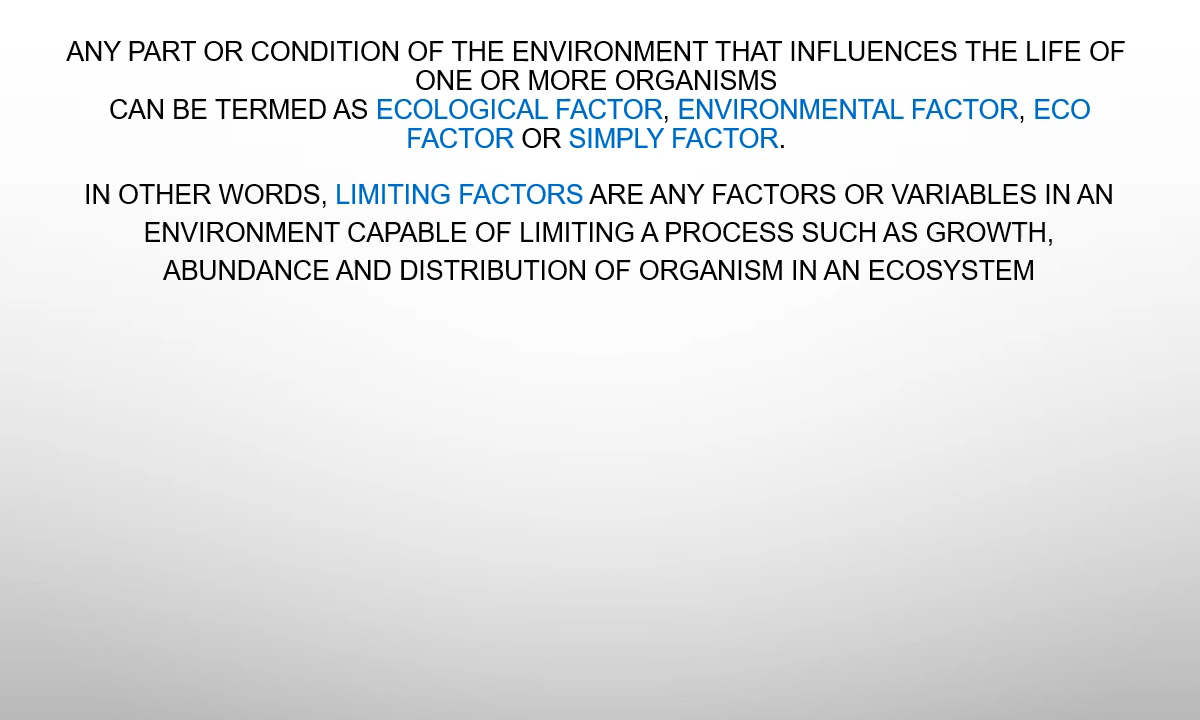 ANY PART OR CONDITION OF THE ENVIRONMENT THAT INFLUENCES THE LIFE OF
ONE OR MORE ORGANISMS
CAN BE TERMED AS ECOLOGICAL FACTOR, ENVIRONMENTAL FACTOR, ECO
FACTOR OR SIMPLY FACTOR.
IN OTHER WORDS, LIMITING FACTORS ARE ANY FACTORS OR VARIABLES IN AN
ENVIRONMENT CAPABLE OF LIMITING A PROCESS SUCH AS GROWTH,
ABUNDANCE AND DISTRIBUTION OF ORGANISM IN AN ECOSYSTEM